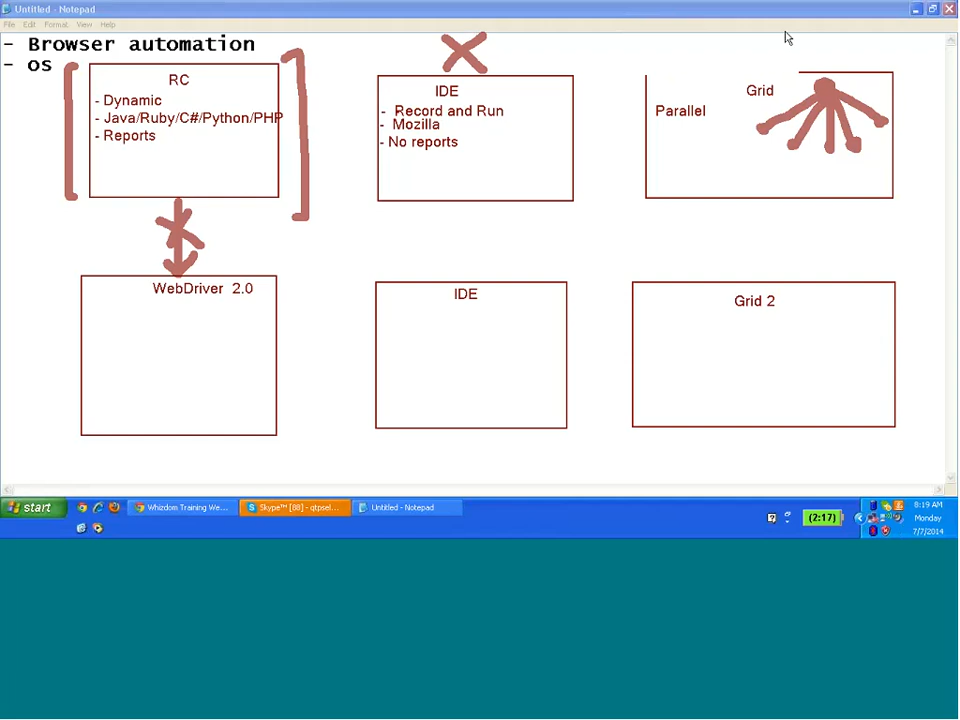 Untitled - Notepad
File Edit Format View Help
- Browser automation
- os
RC
- Dynamic
- Java/Ruby/C#/Python/PHP
- Reports
IDE
- Record and Run
- Mozilla
- No reports
Grid
Parallel
WebDriver 2.0
IDE
Grid 2
start
Whizdom Training We...
Skype™ [88] - qtpsel...
Untitled - Notepad
(2:17)
8:19 AM
Monday
7/7/2014